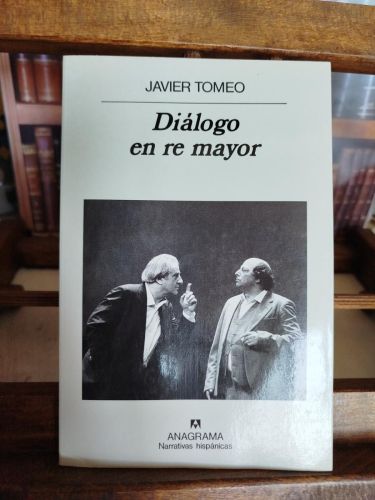 JAVIER TOMEO
Diálogo
en re mayor
ANAGRAMA
Narrativas hispánicas